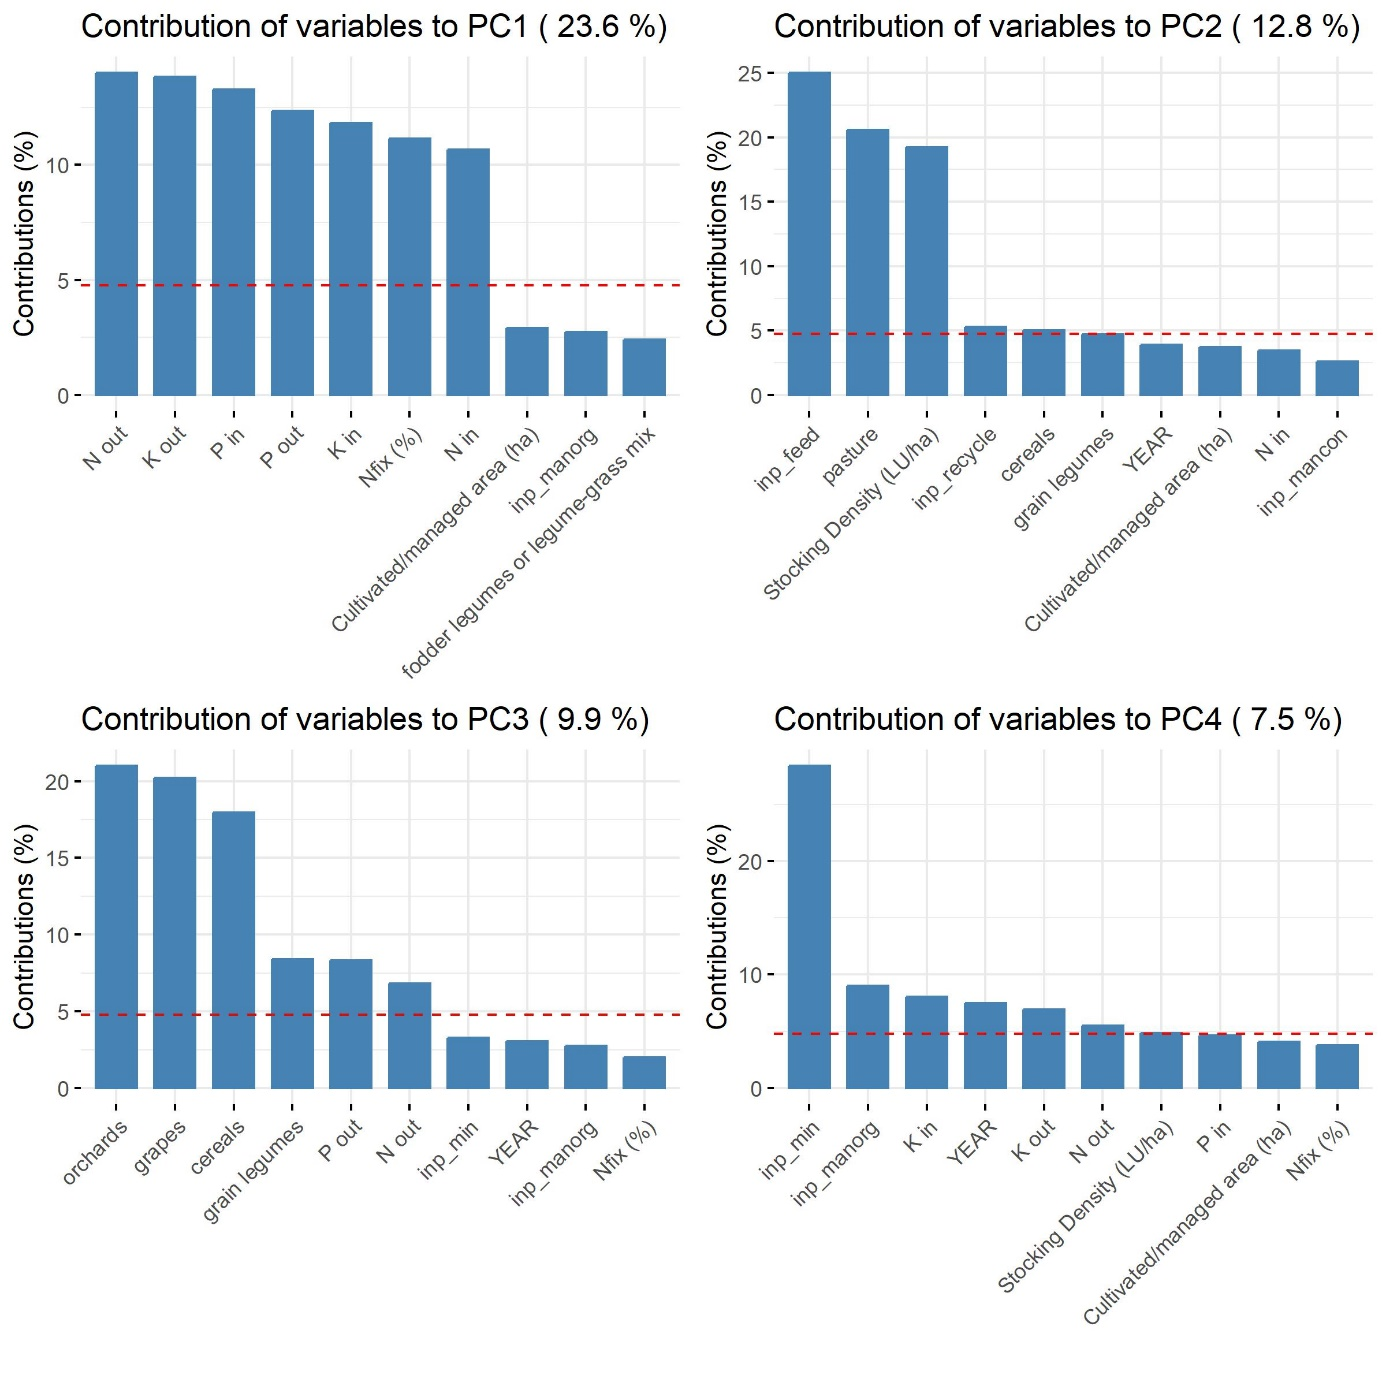 Contribution of variables to PC1 ( 23.6 %)
Contributions (%)
10
5
0
N out
K out
P in
P out
K in
Nfix (%)
N in
Cultivated/managed area (ha)
inp_manorg
fodder legumes or legume-grass mix
Contribution of variables to PC2 ( 12.8 %)
Contributions (%)
25
20
15
10
5
0
inp_feed
pasture
Stocking Density (LU/ha)
inp_recycle
cereals
grain legumes
YEAR
Cultivated/managed area (ha)
N in
inp_mancon
Contribution of variables to PC3 ( 9.9 %)
Contributions (%)
20
15
10
5
0
orchards
grapes
cereals
grain legumes
P out
N out
inp_min
YEAR
inp_manorg
Nfix (%)
Contribution of variables to PC4 ( 7.5 %)
Contributions (%)
20
10
0
inp_min
inp_manorg
K in
YEAR
K out
N out
Stocking Density (LU/ha)
P in
Cultivated/managed area (ha)
Nfix (%)